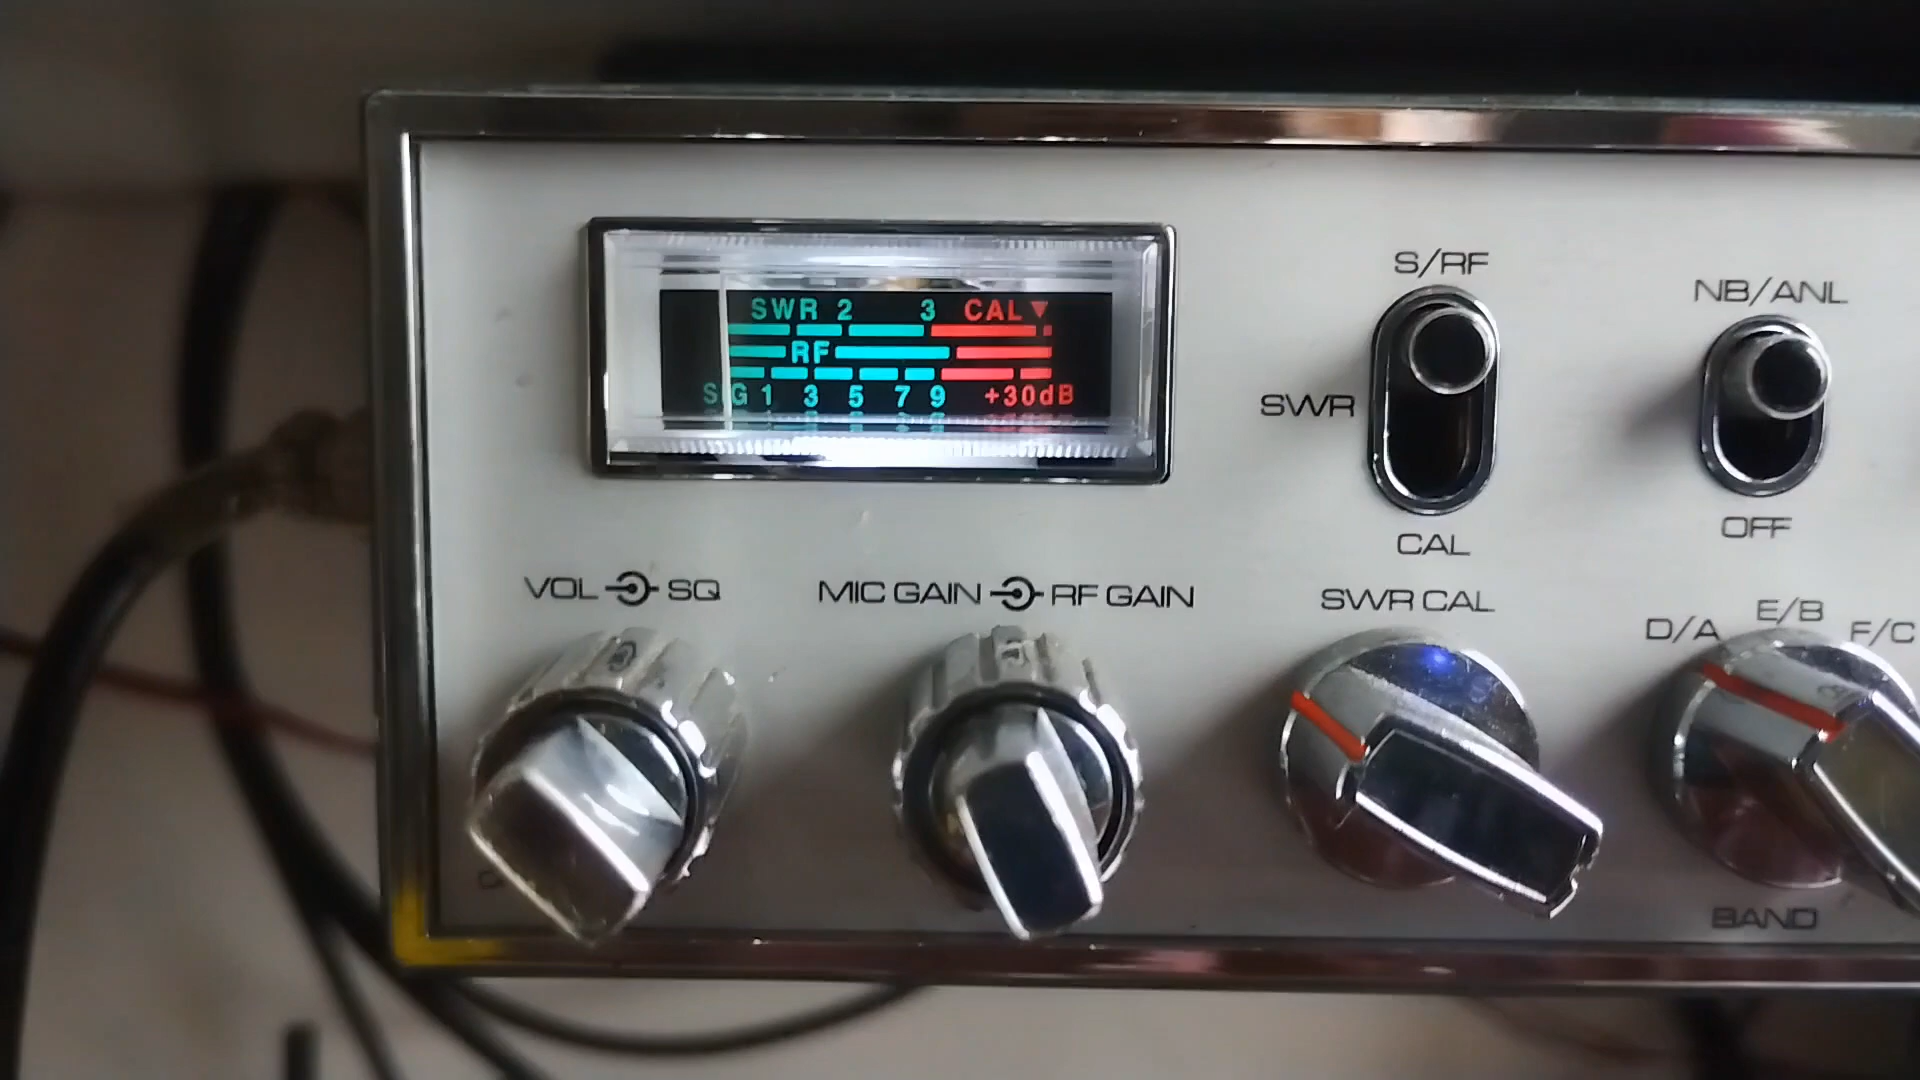 SWR 2 3 CAL
RF
SIG 1 3 5 7 9 +30dB
S/RF
SWR
CAL
NB/ANL
OFF
VOL SQ
MIC GAIN RF GAIN
SWR CAL
D/A E/B F/C
BAND